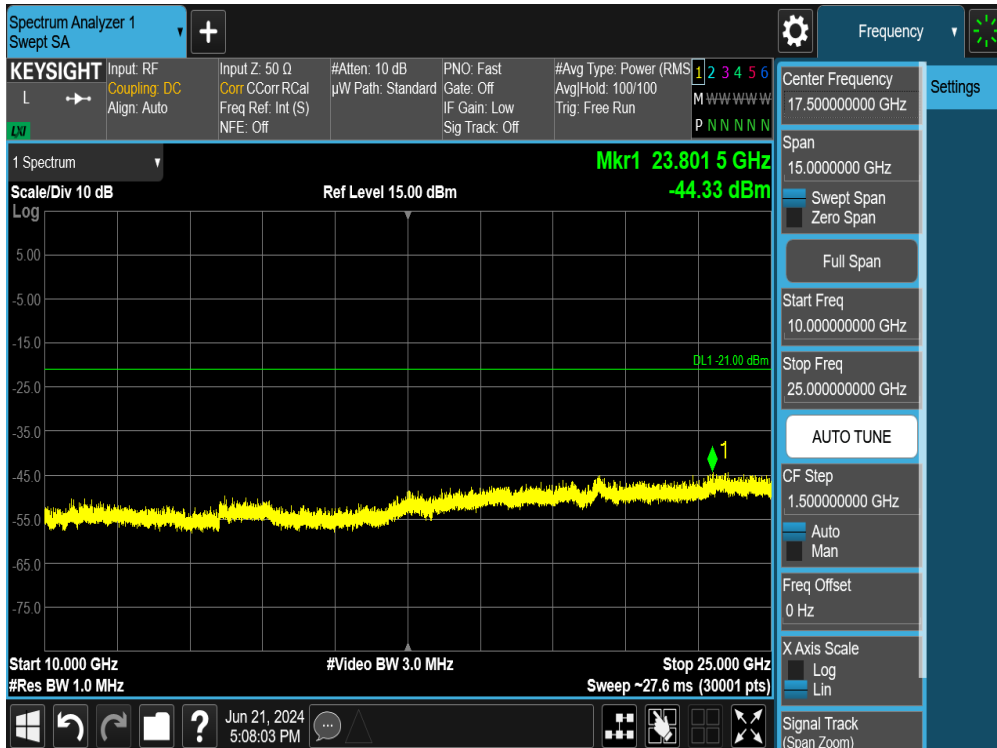 Spectrum Analyzer 1
Swept SA
+
Frequency
KEYSIGHT
L
LXI
Input: RF
Coupling: DC
Align: Auto
Input Z: 50 Ω
Corr CCorr RCal
Freq Ref: Int (S)
NFE: Off
#Atten: 10 dB
µW Path: Standard
PNO: Fast
Gate: Off
IF Gain: Low
Sig Track: Off
#Avg Type: Power (RMS
Avg|Hold: 100/100
Trig: Free Run
1 2 3 4 5 6
M W W W W W
P N N N N N
1 Spectrum
Scale/Div 10 dB
Ref Level 15.00 dBm
Mkr1 23.801 5 GHz
-44.33 dBm
Log
5.00
-5.00
-15.0
-25.0
-35.0
-45.0
-55.0
-65.0
-75.0
DL1 -21.00 dBm
1
Start 10.000 GHz
#Res BW 1.0 MHz
#Video BW 3.0 MHz
Stop 25.000 GHz
Sweep ~27.6 ms (30001 pts)
Center Frequency
17.500000000 GHz
Span
15.0000000 GHz
Swept Span
Zero Span
Full Span
Start Freq
10.000000000 GHz
Stop Freq
25.000000000 GHz
AUTO TUNE
CF Step
1.500000000 GHz
Auto
Man
Freq Offset
0 Hz
X Axis Scale
Log
Lin
Signal Track
(Span Zoom)
Settings
?
Jun 21, 2024
5:08:03 PM